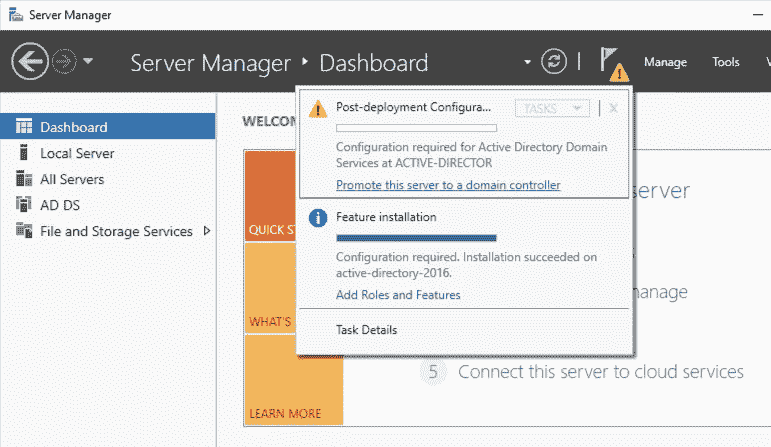 Server Manager
Server Manager ‣ Dashboard
Manage
Tools
Dashboard
Local Server
All Servers
AD DS
File and Storage Services
WELCO
QUICK ST
WHAT'S
LEARN MORE
Post-deployment Configura...
TASKS
Configuration required for Active Directory Domain
Services at ACTIVE-DIRECTOR
Promote this server to a domain controller
Feature installation
Configuration required. Installation succeeded on
active-directory-2016.
Add Roles and Features
Task Details
server
manage
5 Connect this server to cloud services